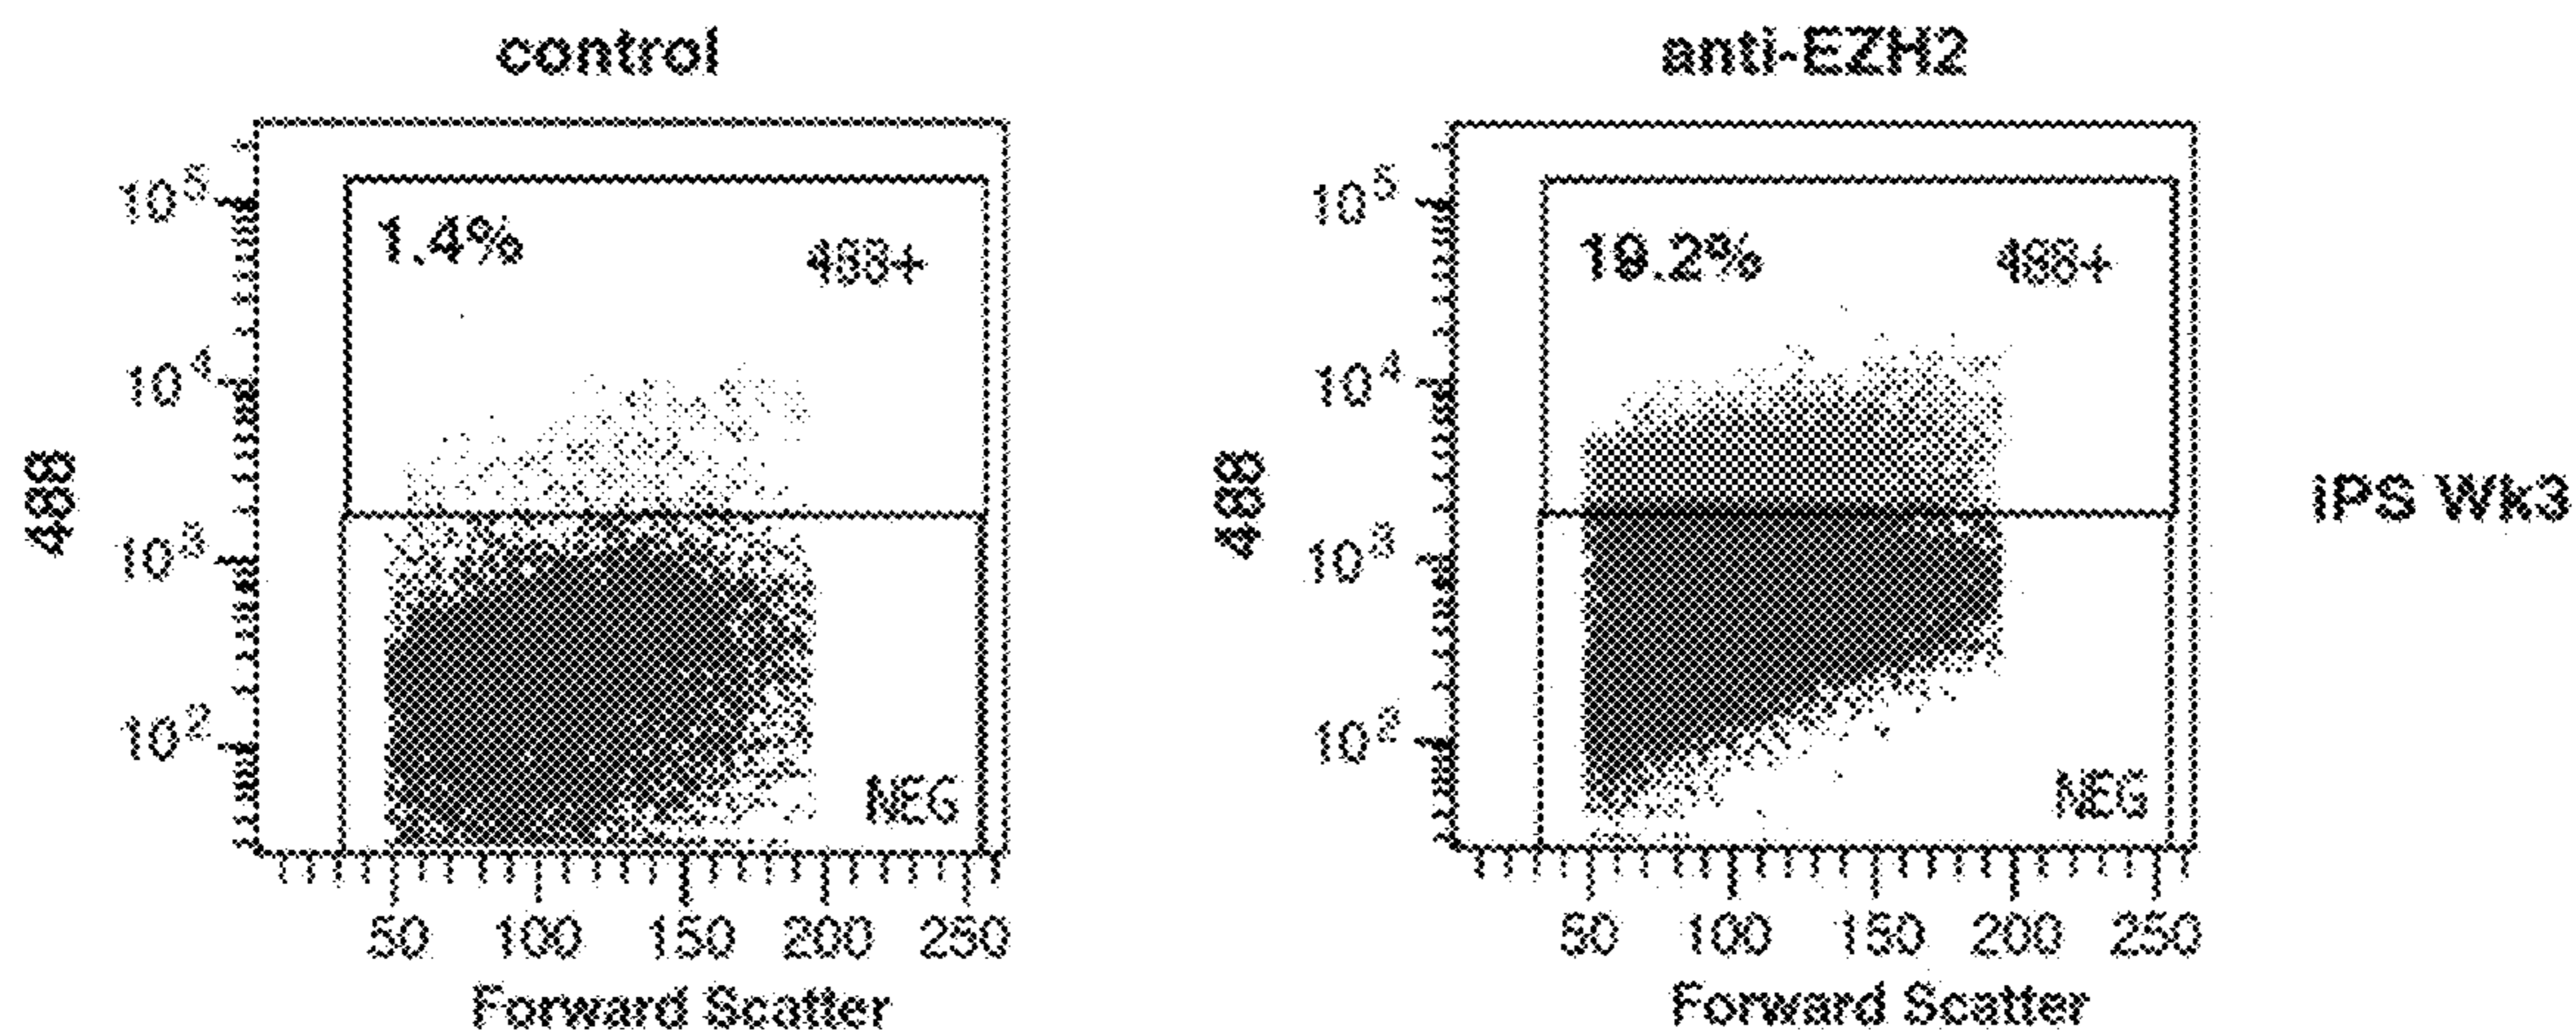 control
anti-EZH2
10^5
1.4%
488+
10^4
488
10^3
10^2
NEG
50 100 150 200 250
Forward Scatter
10^5
19.2%
488+
10^4
488
10^3
10^2
NEG
50 100 150 200 250
Forward Scatter
iPS Wk3